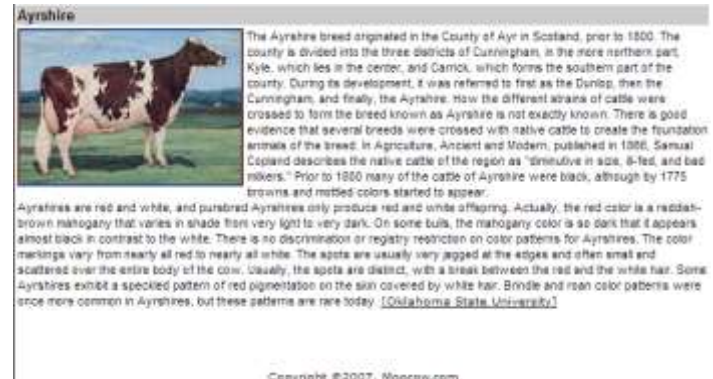 Ayrshire
The Ayrshire breed originated in the County of Ayr in Scotland, prior to 1800. The
county is divided into the three districts of Cunningham, in the more northern part,
Kyle, which lies in the center, and Carrick, which forms the southern part of the
county. During its development, it was referred to first as the Dunlop, then the
Cunningham, and finally, the Ayrshire. How the different strains of cattle were
crossed to form the breed known as Ayrshire is not exactly known. There is good
evidence that several breeds were crossed with native cattle to create the foundation
animals of the breed. In Agriculture, Ancient and Modern, published in 1866, Samual
Copland describes the native cattle of the region as "diminutive in size, ill-fed, and bad
milkers." Prior to 1800 many of the cattle of Ayrshire were black, although by 1775
browns and mottled colors started to appear.
Ayrshires are red and white, and purebred Ayrshires only produce red and white offspring. Actually, the red color is a reddish-
brown mahogany that varies in shade from very light to very dark. On some bulls, the mahogany color is so dark that it appears
almost black in contrast to the white. There is no discrimination or registry restriction on color patterns for Ayrshires. The color
markings vary from nearly all red to nearly all white. The spots are usually very jagged at the edges and often small and
scattered over the entire body of the cow. Usually, the spots are distinct, with a break between the red and the white hair. Some
Ayrshires exhibit a speckled pattern of red pigmentation on the skin covered by white hair. Brindle and roan color patterns were
once more common in Ayrshires, but these patterns are rare today. [Oklahoma State University]
Copyright ©2007, Moocow.com